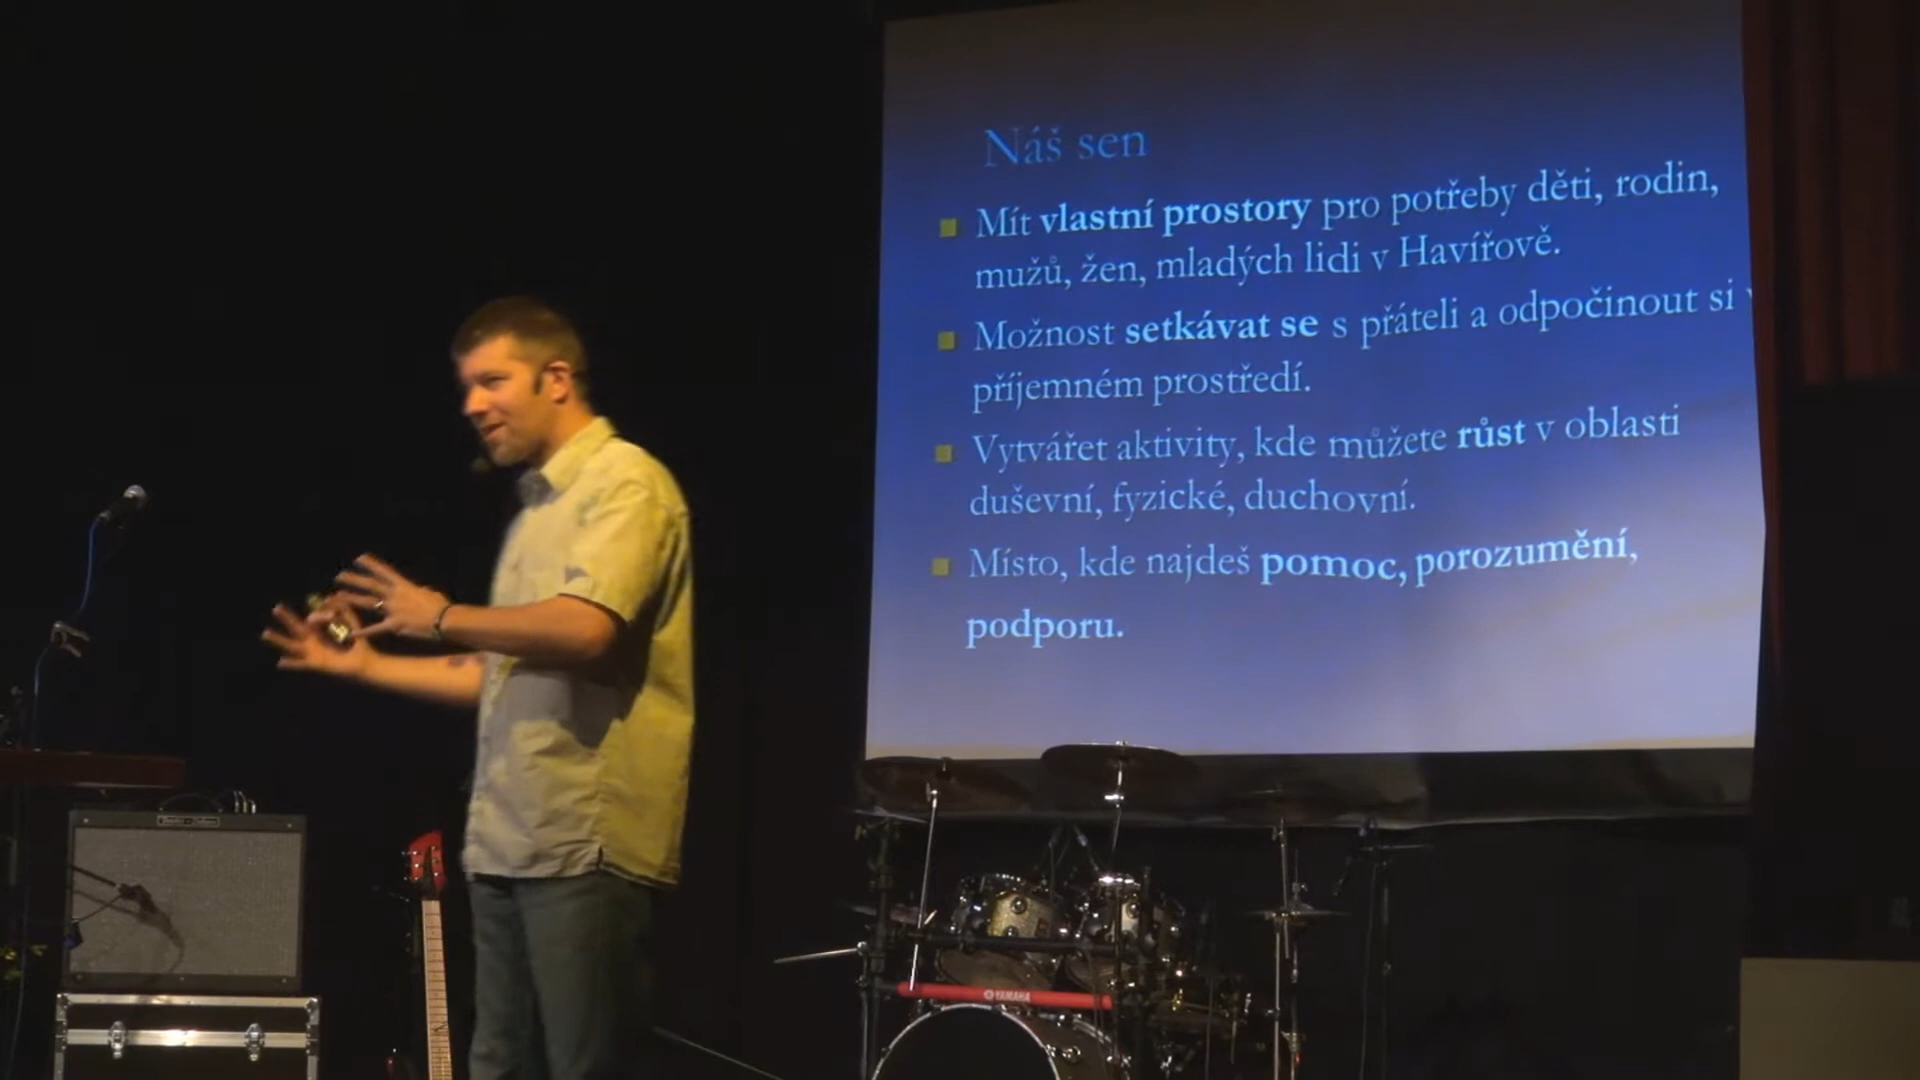 Náš sen
Mít vlastní prostory pro potřeby děti, rodin,
mužů, žen, mladých lidi v Havířově.
Možnost setkávat se s přáteli a odpočinout si v
příjemném prostředí.
Vytvářet aktivity, kde můžete růst v oblasti
duševní, fyzické, duchovní.
Místo, kde najdeš pomoc, porozumění,
podporu.
YAMAHA